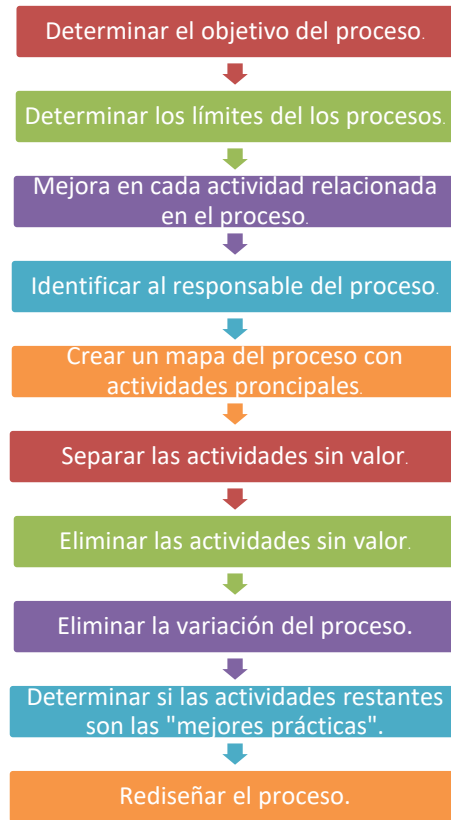 Determinar el objetivo del proceso.
Determinar los límites del los procesos.
Mejora en cada actividad relacionada
en el proceso.
Identificar al responsable del proceso.
Crear un mapa del proceso con
actividades proncipales.
Separar las actividades sin valor.
Eliminar las actividades sin valor.
Eliminar la variación del proceso.
Determinar si las actividades restantes
son las "mejores prácticas".
Rediseñar el proceso.